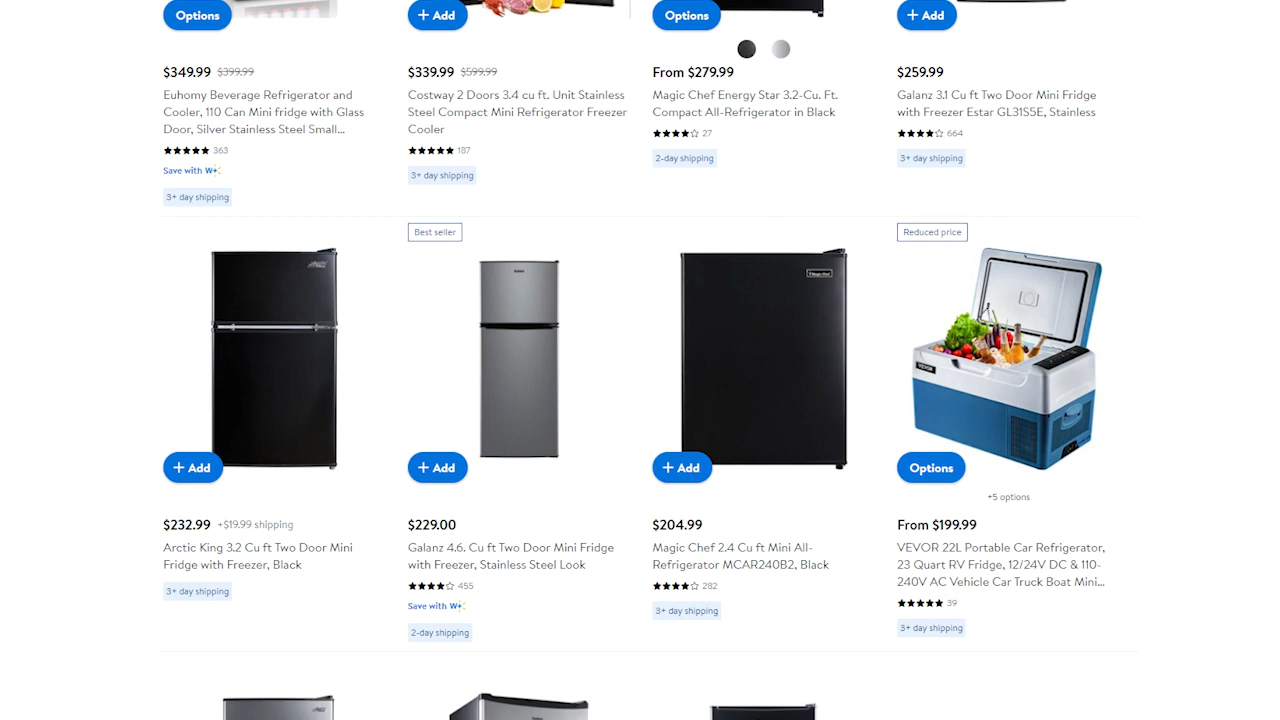 Options
+ Add
Options
+ Add
$349.99 $399.99
Euhomy Beverage Refrigerator and
Cooler, 110 Can Mini fridge with Glass
Door, Silver Stainless Steel Small...
363
Save with W+
3+ day shipping
$339.99 $599.99
Costway 2 Doors 3.4 cu ft. Unit Stainless
Steel Compact Mini Refrigerator Freezer
Cooler
187
3+ day shipping
From $279.99
Magic Chef Energy Star 3.2-Cu. Ft.
Compact All-Refrigerator in Black
27
2-day shipping
$259.99
Galanz 3.1 Cu ft Two Door Mini Fridge
with Freezer Estar GL31S5E, Stainless
664
3+ day shipping
+ Add
$232.99 +$19.99 shipping
Arctic King 3.2 Cu ft Two Door Mini
Fridge with Freezer, Black
3+ day shipping
Best seller
+ Add
$229.00
Galanz 4.6. Cu ft Two Door Mini Fridge
with Freezer, Stainless Steel Look
455
Save with W+
2-day shipping
Magic Chef
+ Add
$204.99
Magic Chef 2.4 Cu ft Mini All-
Refrigerator MCAR240B2, Black
282
3+ day shipping
Reduced price
VEVOR
Options
+5 options
From $199.99
VEVOR 22L Portable Car Refrigerator,
23 Quart RV Fridge, 12/24V DC & 110-
240V AC Vehicle Car Truck Boat Mini...
39
3+ day shipping